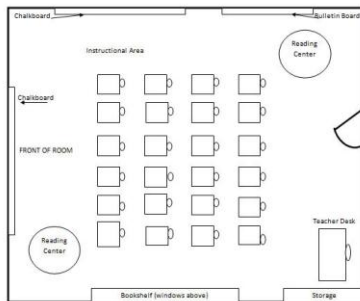 Chalkboard
Bulletin Board
Instructional Area
Reading
Center
Chalkboard
FRONT OF ROOM
Teacher Desk
Reading
Center
Bookshelf (windows above)
Storage